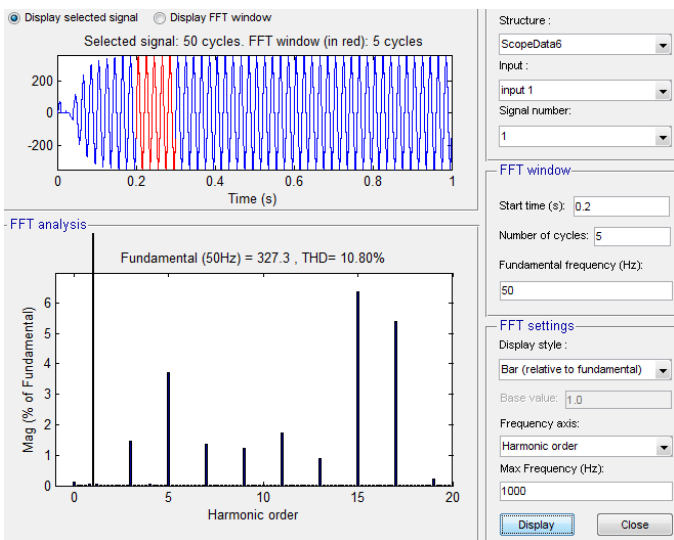 Display selected signal Display FFT window
Selected signal: 50 cycles. FFT window (in red): 5 cycles
200
0
-200
0 0.2 0.4 0.6 0.8 1
Time (s)
FFT analysis
Fundamental (50Hz) = 327.3 , THD= 10.80%
Mag (% of Fundamental)
6
5
4
3
2
1
0
0 5 10 15 20
Harmonic order
Structure :
ScopeData6
Input :
input 1
Signal number:
1
FFT window
Start time (s): 0.2
Number of cycles: 5
Fundamental frequency (Hz):
50
FFT settings
Display style :
Bar (relative to fundamental)
Base value: 1.0
Frequency axis:
Harmonic order
Max Frequency (Hz):
1000
Display Close